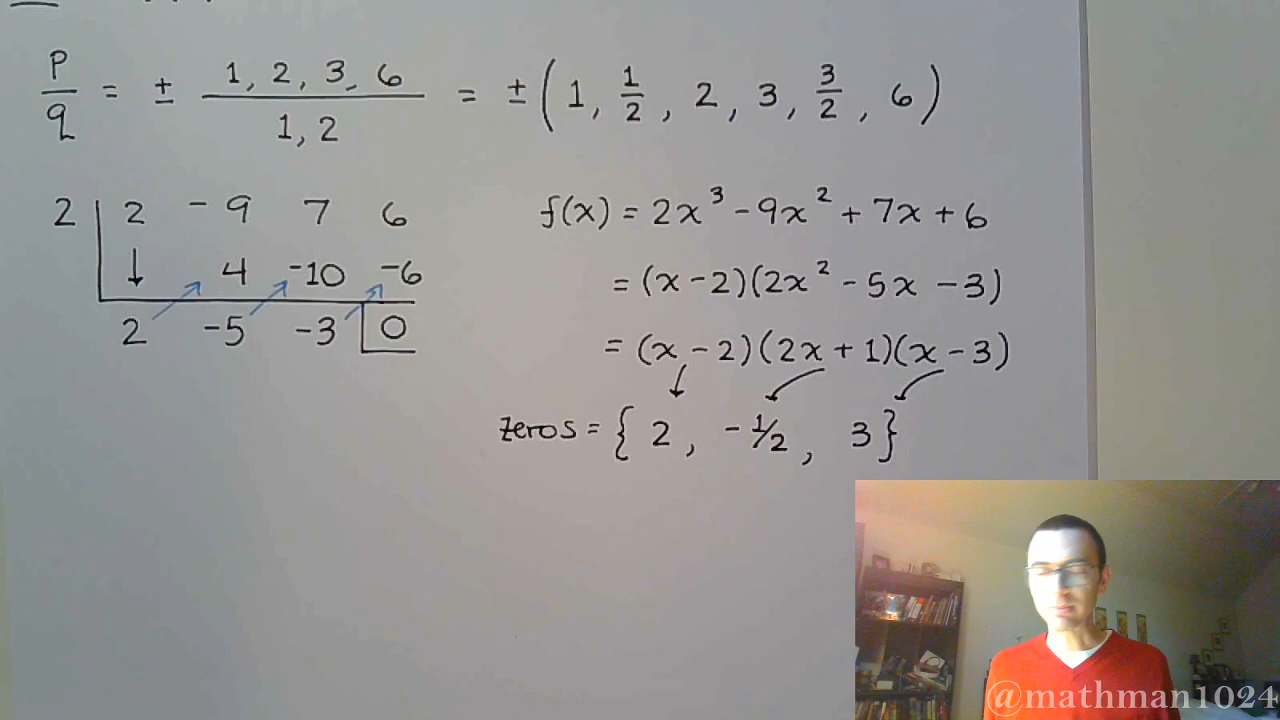 p/q = ± 1, 2, 3, 6 / 1, 2 = ± (1, 1/2, 2, 3, 3/2, 6)
2 | 2 -9 7 6
↓ 4 -10 -6
2 -5 -3 0
f(x) = 2x³ - 9x² + 7x + 6
= (x - 2)(2x² - 5x - 3)
= (x - 2)(2x + 1)(x - 3)
zeros = { 2, -1/2, 3}
@mathman1024